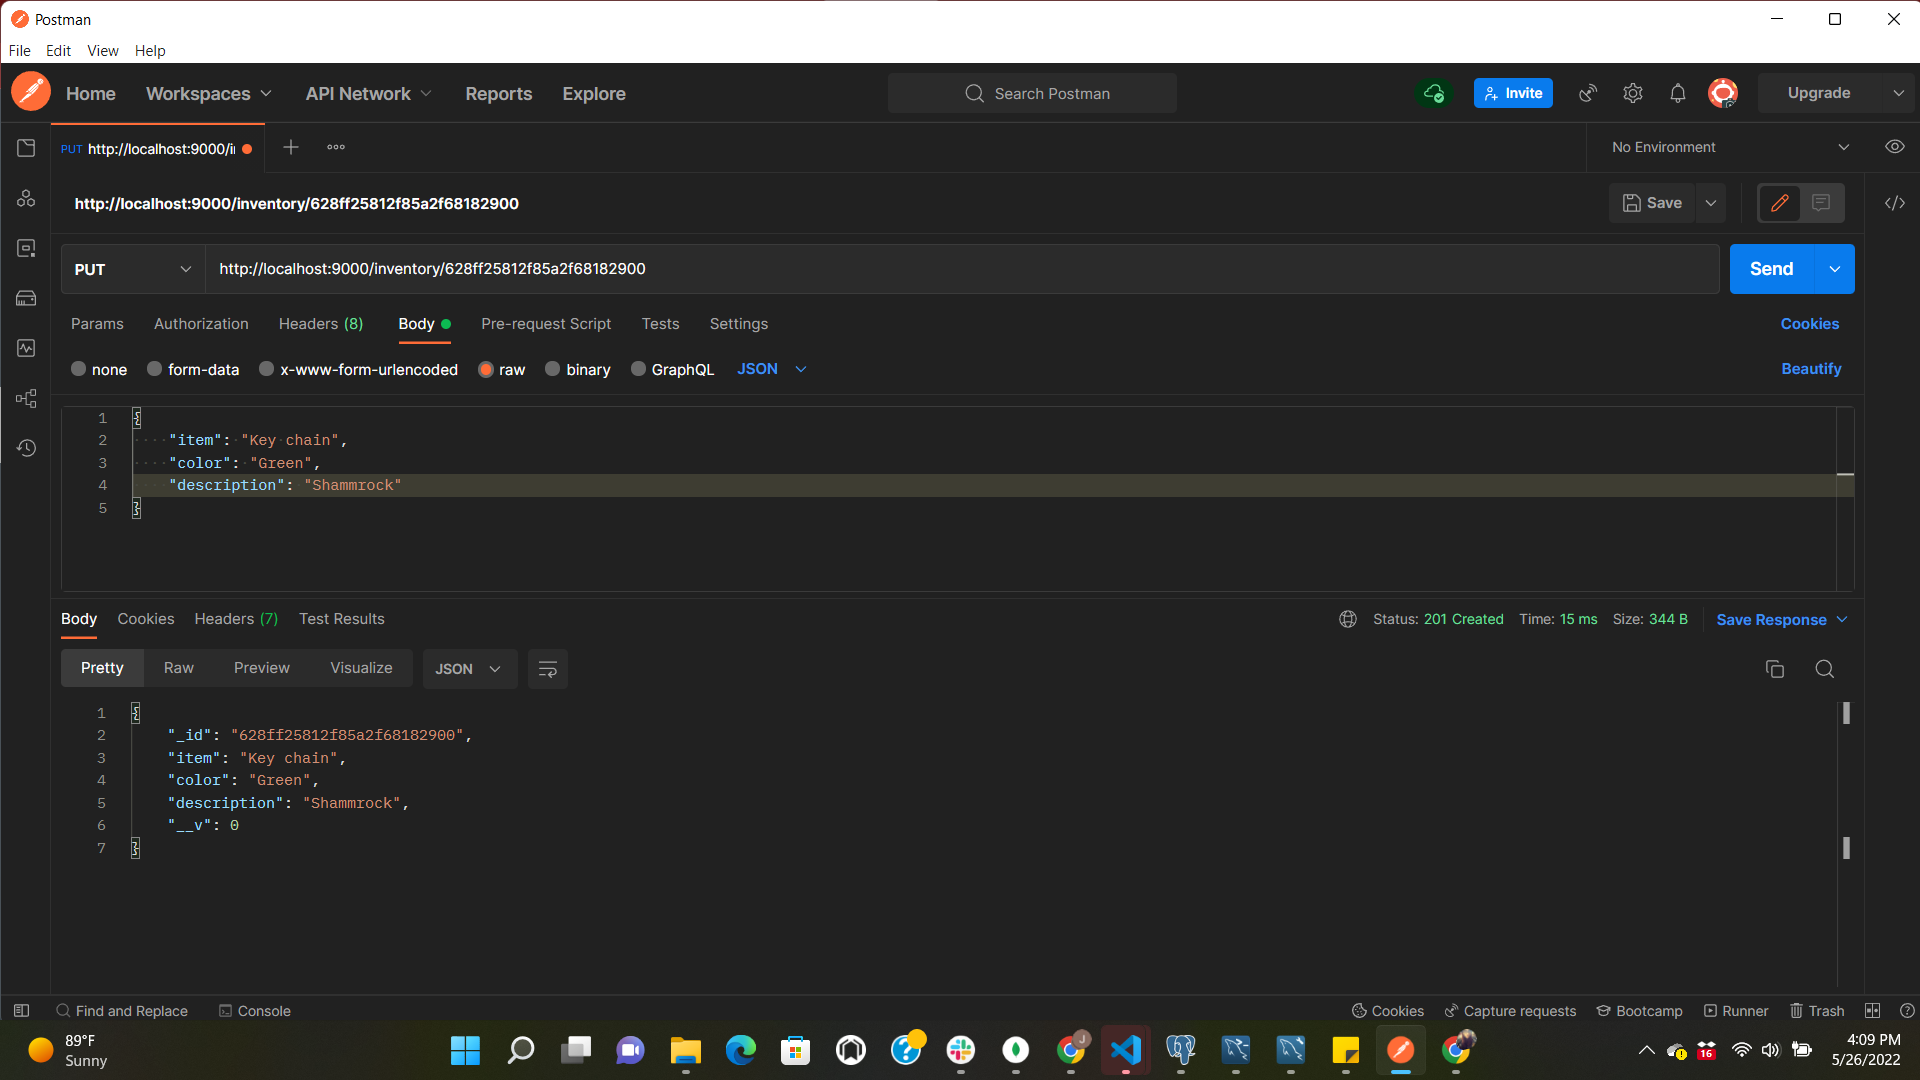 Postman
File Edit View Help
Home Workspaces API Network Reports Explore Search Postman Invite Upgrade
PUT http://localhost:9000/i No Environment
http://localhost:9000/inventory/628ff25812f85a2f68182900 Save
PUT http://localhost:9000/inventory/628ff25812f85a2f68182900 Send
Params Authorization Headers (8) Body Pre-request Script Tests Settings Cookies
none form-data x-www-form-urlencoded raw binary GraphQL JSON Beautify
1 {
2 "item": "Key chain",
3 "color": "Green",
4 "description": "Shammrock"
5 }
Body Cookies Headers (7) Test Results Status: 201 Created Time: 15 ms Size: 344 B Save Response
Pretty Raw Preview Visualize JSON
1 {
2 "_id": "628ff25812f85a2f68182900",
3 "item": "Key chain",
4 "color": "Green",
5 "description": "Shammrock",
6 "__v": 0
7 }
Find and Replace Console Cookies Capture requests Bootcamp Runner Trash
89°F
Sunny
J
16
4:09 PM
5/26/2022